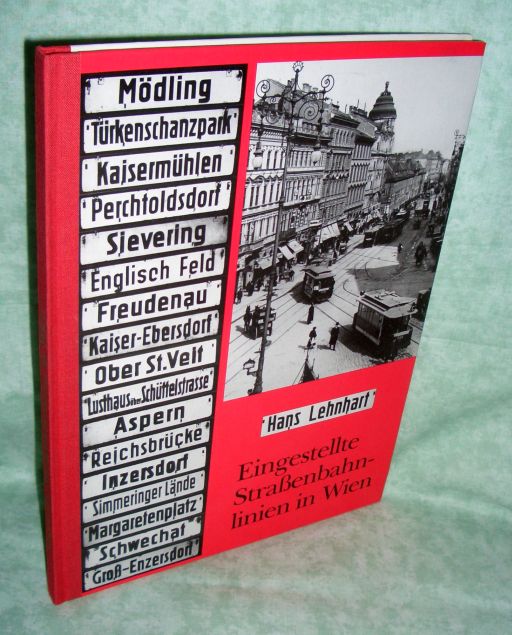 Mödling
Türkenschanzpark
Kaisermühlen
Perchtoldsdorf
Sievering
Englisch Feld
Freudenau
Kaiser-Ebersdorf
Ober St. Veit
Lusthaus über Schüttelstrasse
Aspern
Reichsbrücke
Inzersdorf
Simmeringer Lände
Margaretenplatz
Schwechat
Groß-Enzersdorf
Hans Lehnhart
Eingestellte
Straßenbahn-
linien in Wien